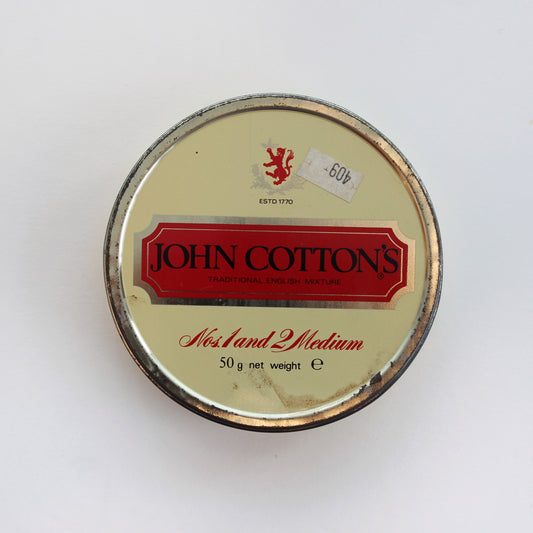 409-
ESTD. 1770
JOHN COTTON'S
TRADITIONAL ENGLISH MIXTURE
Nos. 1 and 2 Medium
50 g net weight ℮